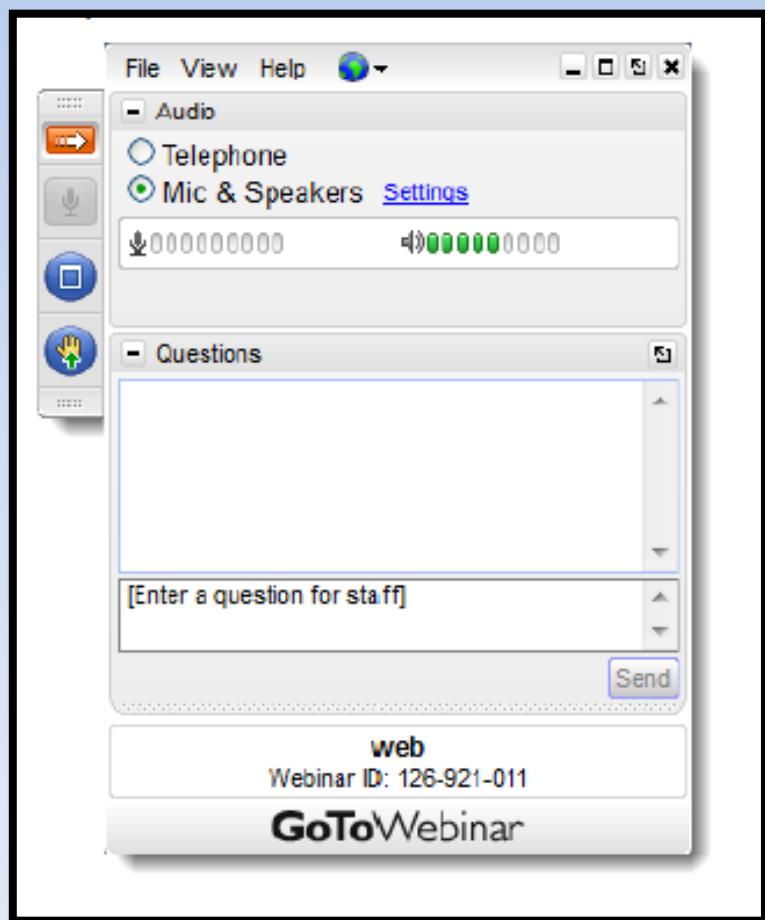 File View Help
Audio
Telephone
Mic & Speakers Settings
Questions
[Enter a question for staff]
Send
web
Webinar ID: 126-921-011
GoToWebinar